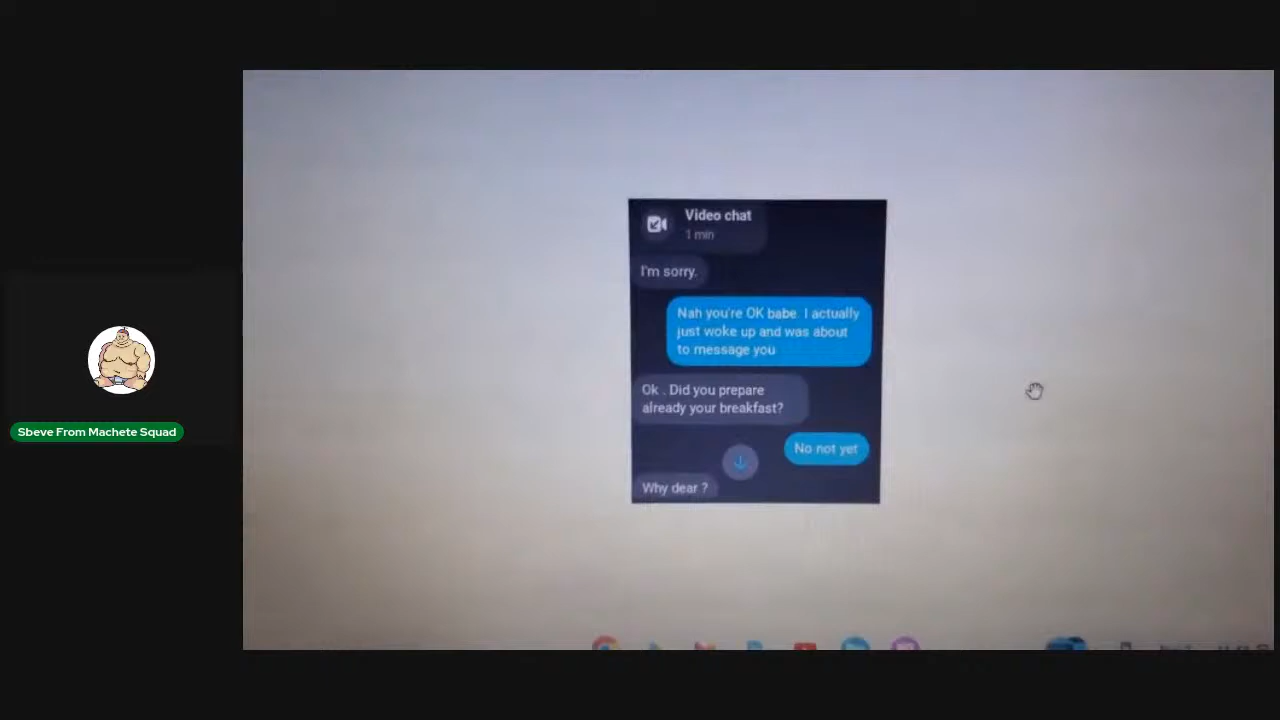 Video chat
1 min
I'm sorry.
Nah you're OK babe. I actually
just woke up and was about
to message you
Ok . Did you prepare
already your breakfast?
No not yet
Why dear ?
Sbeve From Machete Squad